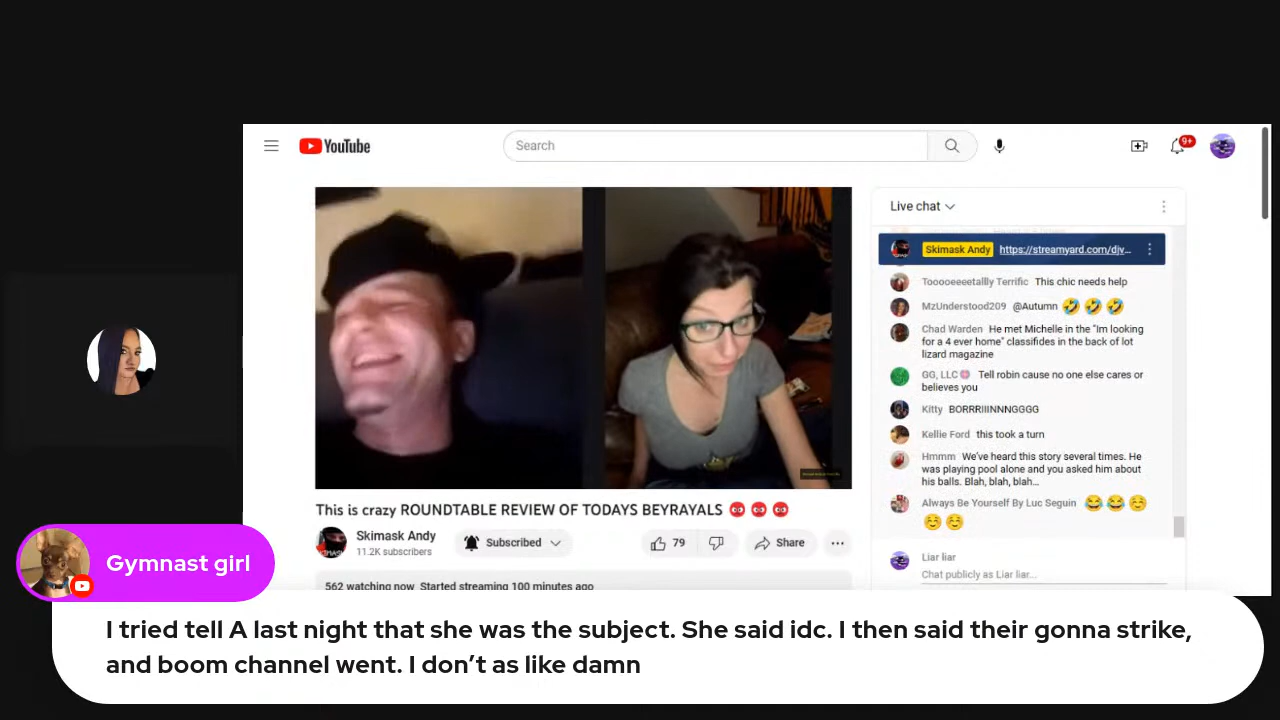 YouTube
Search
9+
Live chat
Skimask Andy https://streamyard.com/djv...
Tooooeeetallly Terrific This chic needs help
MzUnderstood209 @Autumn 🤣🤣🤣
Chad Warden He met Michelle in the "Im looking
for a 4 ever home" classifides in the back of lot
lizard magazine
GG, LLC🌸 Tell robin cause no one else cares or
believes you
Kitty BORRRIIINNNGGGG
Kellie Ford this took a turn
Hmmm We've heard this story several times. He
was playing pool alone and you asked him about
his balls. Blah, blah, blah...
Always Be Yourself By Luc Seguin 😂😂☺️
☺️☺️
Liar liar
Chat publicly as Liar liar...
This is crazy ROUNDTABLE REVIEW OF TODAYS BEYRAYALS
Skimask Andy
11.2K subscribers
Subscribed
79
Share
562 watching now Started streaming 100 minutes ago
Gymnast girl
I tried tell A last night that she was the subject. She said idc. I then said their gonna strike,
and boom channel went. I don't as like damn